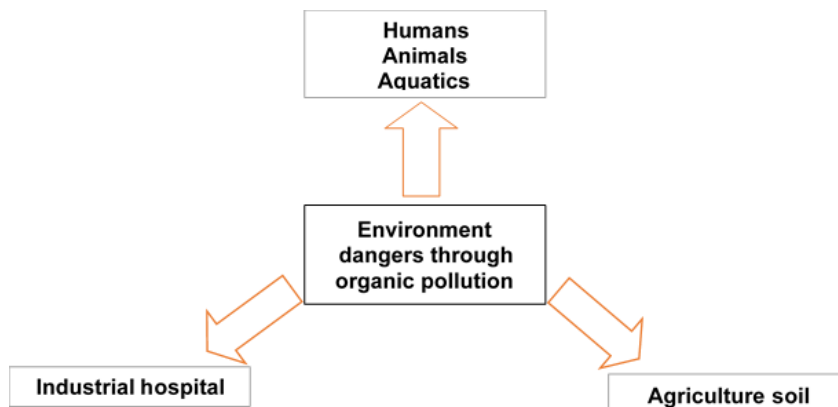 Humans
Animals
Aquatics
Environment
dangers through
organic pollution
Industrial hospital
Agriculture soil